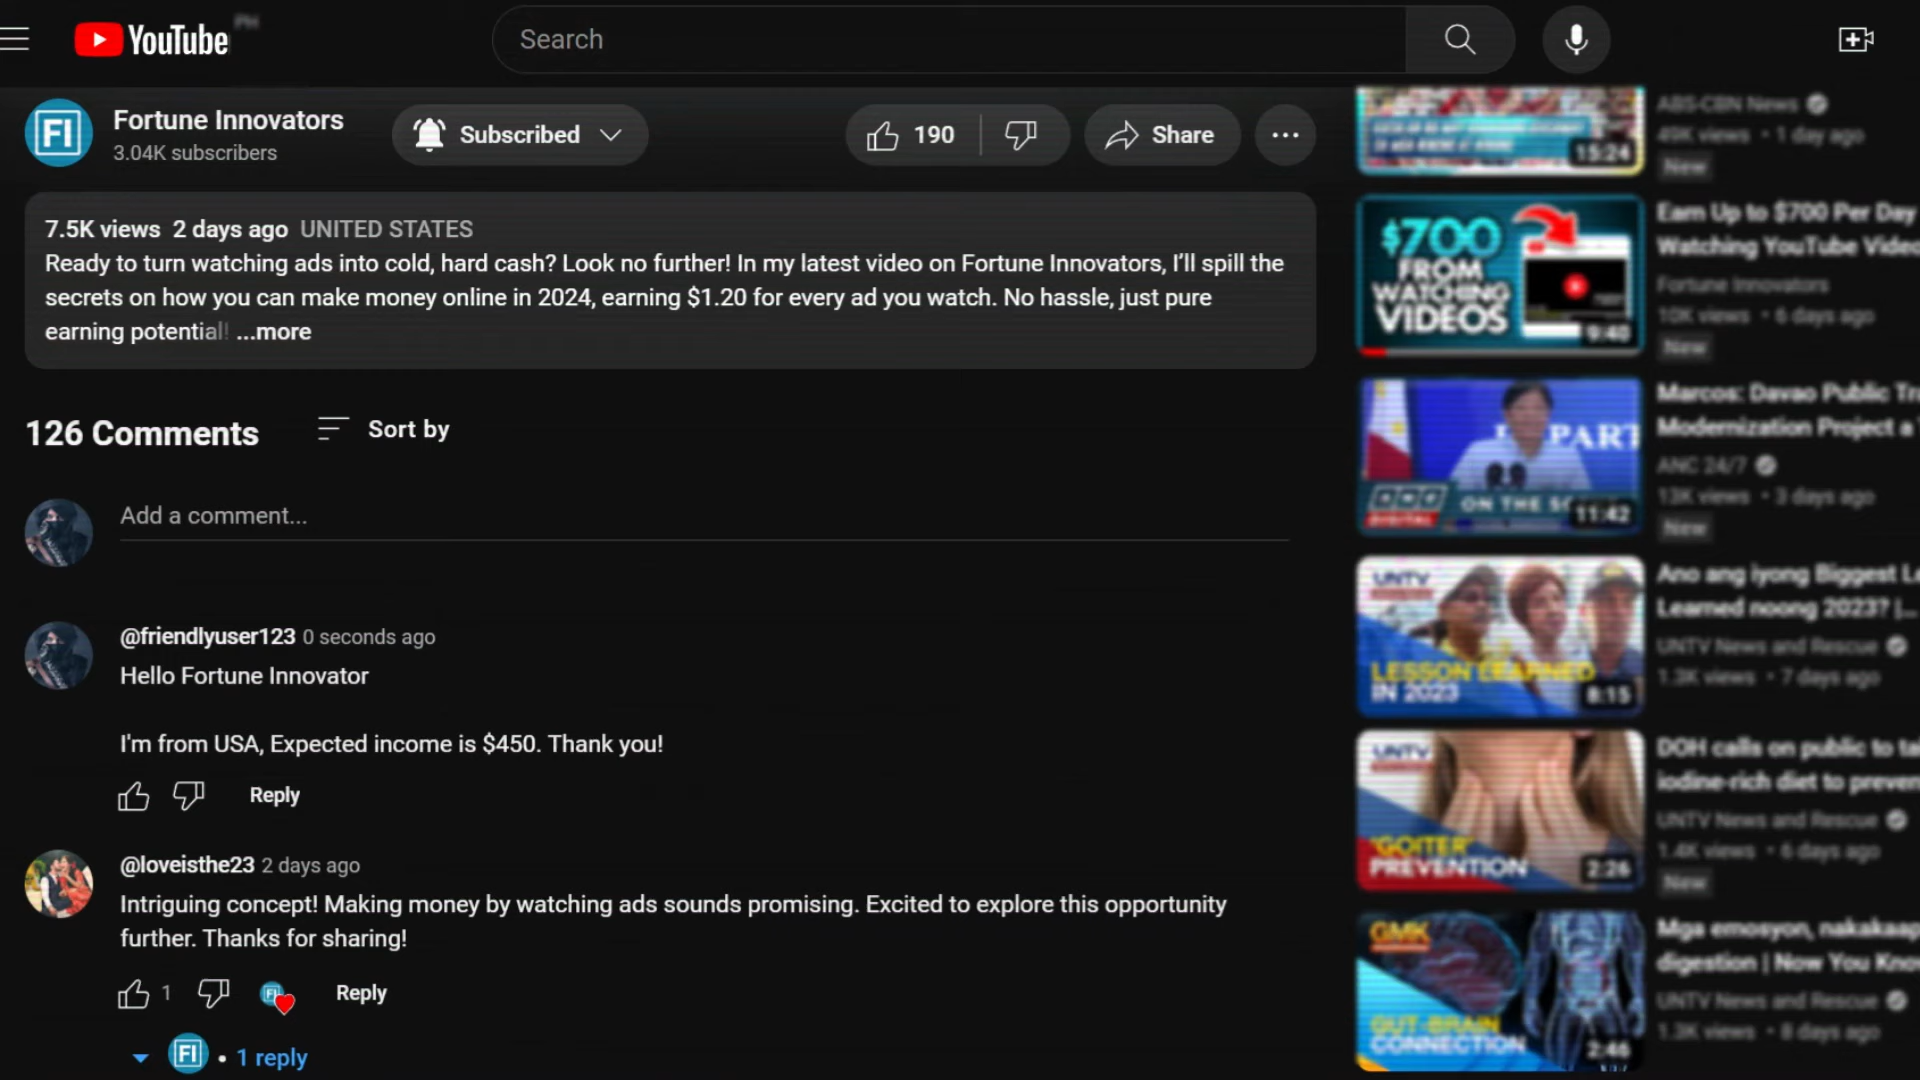 YouTube PH
Search
Fortune Innovators
3.04K subscribers
Subscribed
190
Share
7.5K views 2 days ago UNITED STATES
Ready to turn watching ads into cold, hard cash? Look no further! In my latest video on Fortune Innovators, I'll spill the
secrets on how you can make money online in 2024, earning $1.20 for every ad you watch. No hassle, just pure
earning potential! ...more
126 Comments
Sort by
Add a comment...
@friendlyuser123 0 seconds ago
Hello Fortune Innovator
I'm from USA, Expected income is $450. Thank you!
Reply
@loveisthe23 2 days ago
Intriguing concept! Making money by watching ads sounds promising. Excited to explore this opportunity
further. Thanks for sharing!
1
FI
Reply
FI • 1 reply
15:24
ABS-CBN News
49K views • 1 day ago
New
$700
FROM
WATCHING
VIDEOS
9:40
Earn Up to $700 Per Day
Watching YouTube Video
Fortune Innovators
10K views • 6 days ago
New
PART
ON THE
DIGITAL
11:42
Marcos: Davao Public Tr
Modernization Project a
ANC 24/7
13K views • 3 days ago
New
UNTV
LESSON LEARNED
IN 2023
8:15
Ano ang iyong Biggest Le
Learned noong 2023? |...
UNTV News and Rescue
1.3K views • 7 days ago
UNTV
"GOITER"
PREVENTION
2:26
DOH calls on public to ta
iodine-rich diet to preven
UNTV News and Rescue
1.4K views • 6 days ago
New
GMK
GUT-BRAIN
CONNECTION
2:46
Mga emosyon, nakakaap
digestion | Now You Kno
UNTV News and Rescue
1.3K views • 8 days ago